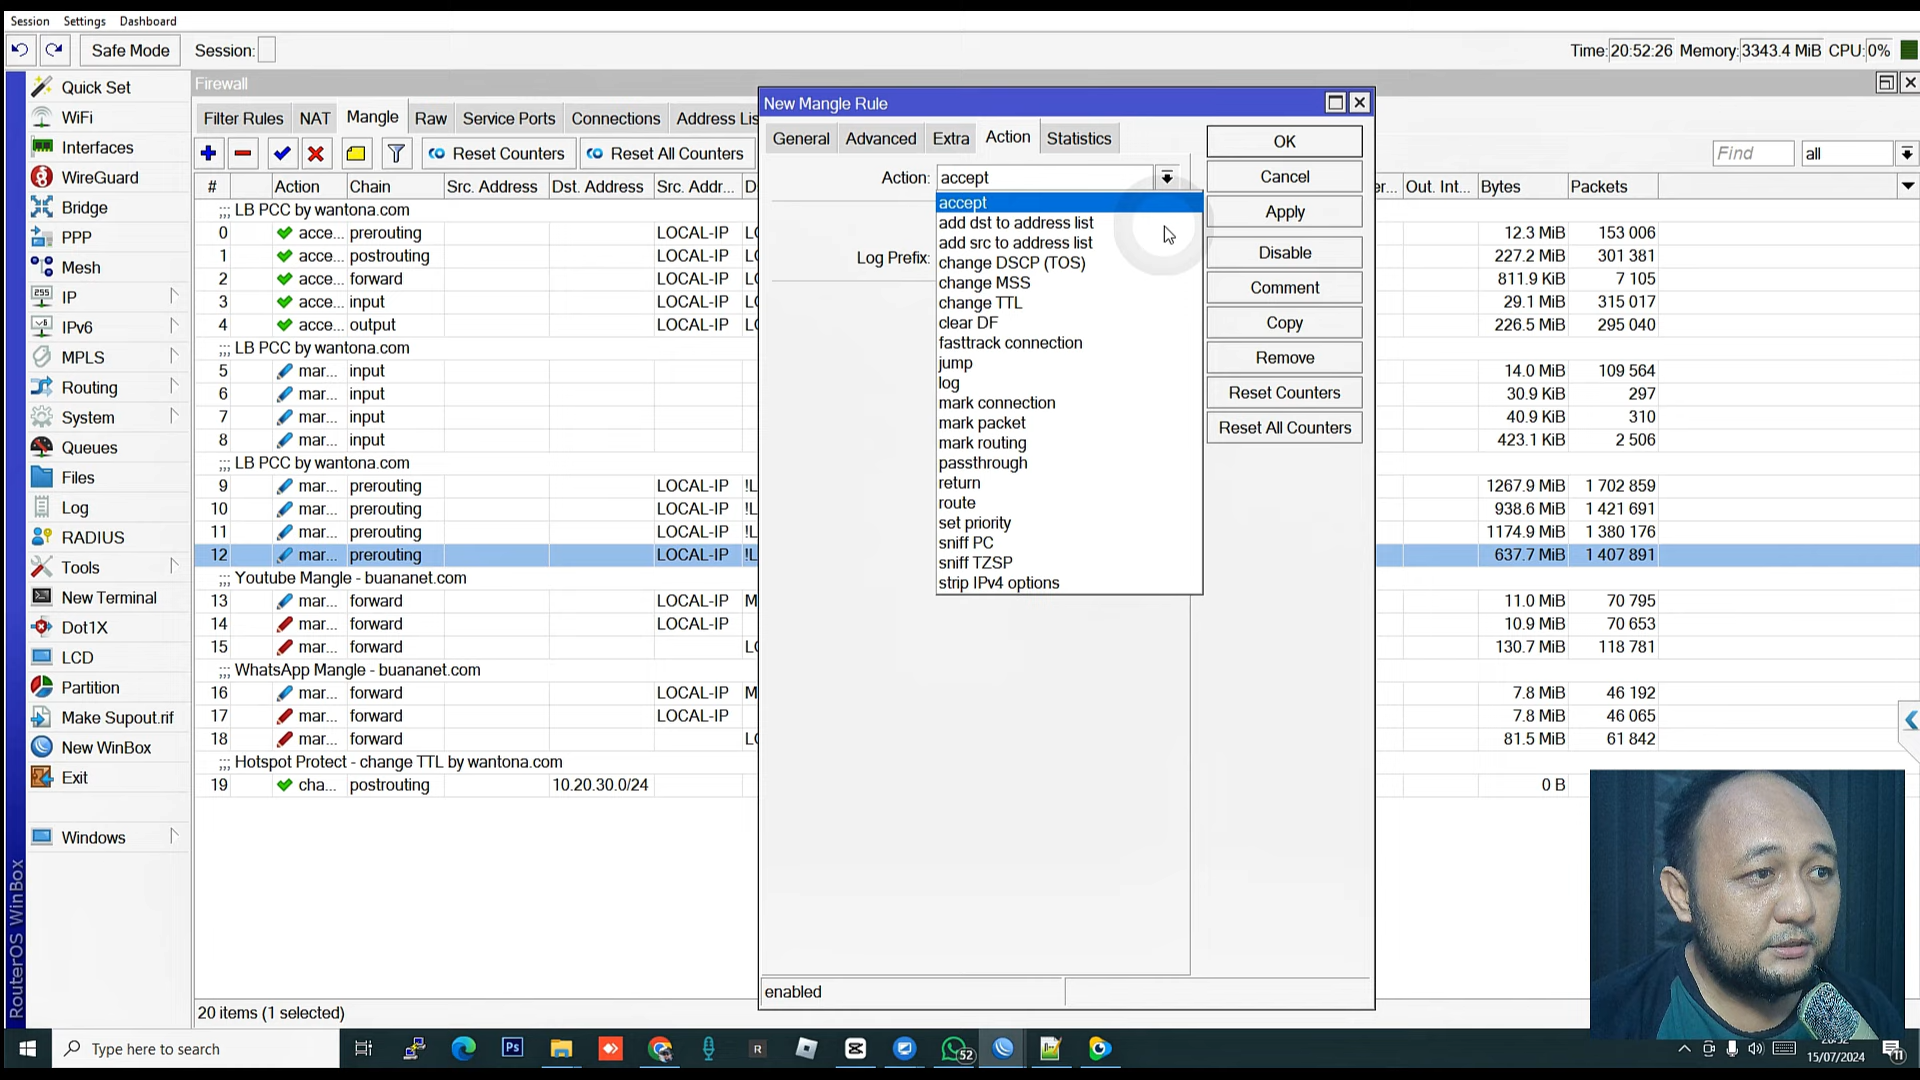 Session Settings Dashboard
Safe Mode Session: Time: 20:52:26 Memory: 3343.4 MiB CPU: 0%
Quick Set
WiFi
Interfaces
WireGuard
Bridge
PPP
Mesh
IP
IPv6
MPLS
Routing
System
Queues
Files
Log
RADIUS
Tools
New Terminal
Dot1X
LCD
Partition
Make Supout.rif
New WinBox
Exit
Windows
RouterOS WinBox
Firewall
Filter Rules NAT Mangle Raw Service Ports Connections Address Lis
Reset Counters Reset All Counters Find all
# Action Chain Src. Address Dst. Address Src. Addr... D Out. Int... Bytes Packets
;;; LB PCC by wantona.com
0 acce... prerouting LOCAL-IP LO 12.3 MiB 153 006
1 acce... postrouting LOCAL-IP LO 227.2 MiB 301 381
2 acce... forward LOCAL-IP LO 811.9 KiB 7 105
3 acce... input LOCAL-IP LO 29.1 MiB 315 017
4 acce... output LOCAL-IP LO 226.5 MiB 295 040
;;; LB PCC by wantona.com
5 mar... input 14.0 MiB 109 564
6 mar... input 30.9 KiB 297
7 mar... input 40.9 KiB 310
8 mar... input 423.1 KiB 2 506
;;; LB PCC by wantona.com
9 mar... prerouting LOCAL-IP !L 1267.9 MiB 1 702 859
10 mar... prerouting LOCAL-IP !L 938.6 MiB 1 421 691
11 mar... prerouting LOCAL-IP !L 1174.9 MiB 1 380 176
12 mar... prerouting LOCAL-IP !L 637.7 MiB 1 407 891
;;; Youtube Mangle - buananet.com
13 mar... forward LOCAL-IP M 11.0 MiB 70 795
14 mar... forward LOCAL-IP 10.9 MiB 70 653
15 mar... forward LO 130.7 MiB 118 781
;;; WhatsApp Mangle - buananet.com
16 mar... forward LOCAL-IP M 7.8 MiB 46 192
17 mar... forward LOCAL-IP 7.8 MiB 46 065
18 mar... forward LO 81.5 MiB 61 842
;;; Hotspot Protect - change TTL by wantona.com
19 cha... postrouting 10.20.30.0/24 0 B
20 items (1 selected)
New Mangle Rule
General Advanced Extra Action Statistics
Action: accept
Log Prefix:
accept
add dst to address list
add src to address list
change DSCP (TOS)
change MSS
change TTL
clear DF
fasttrack connection
jump
log
mark connection
mark packet
mark routing
passthrough
return
route
set priority
sniff PC
sniff TZSP
strip IPv4 options
OK
Cancel
Apply
Disable
Comment
Copy
Remove
Reset Counters
Reset All Counters
enabled
Type here to search
Ps
R
52
15/07/2024
11